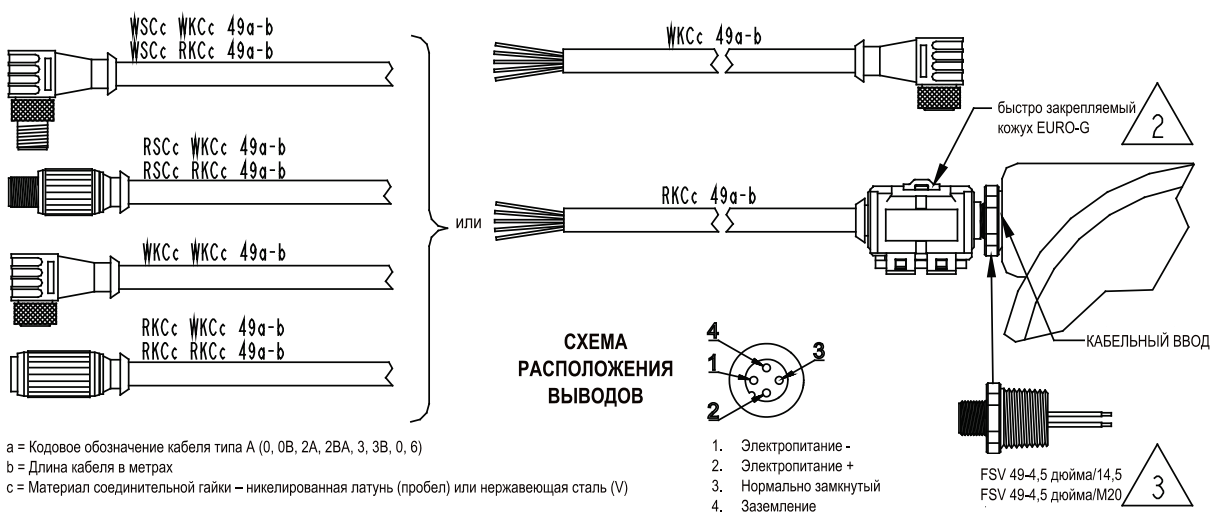 WSCc WKCc 49a-b
WSCc RKCc 49a-b
RSCc WKCc 49a-b
RSCc RKCc 49a-b
WKCc WKCc 49a-b
RKCc WKCc 49a-b
RKCc RKCc 49a-b
или
WKCc 49a-b
быстро закрепляемый
кожух EURO-G
2
RKCc 49a-b
КАБЕЛЬНЫЙ ВВОД
СХЕМА
РАСПОЛОЖЕНИЯ
ВЫВОДОВ
4
1
3
2
1. Электропитание -
2. Электропитание +
3. Нормально замкнутый
4. Заземление
FSV 49-4,5 дюйма/14,5
FSV 49-4,5 дюйма/M20
3
a = Кодовое обозначение кабеля типа A (0, 0B, 2A, 2BA, 3, 3B, 0, 6)
b = Длина кабеля в метрах
c = Материал соединительной гайки – никелированная латунь (пробел) или нержавеющая сталь (V)